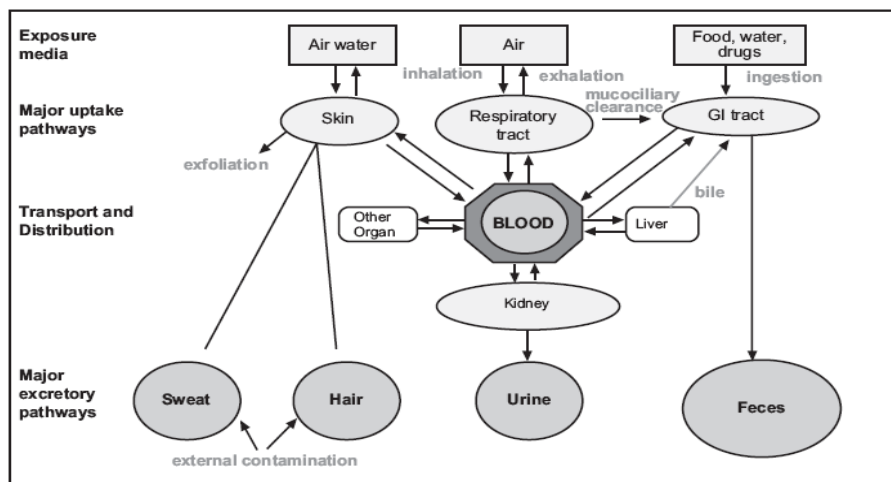 Exposure
media
Air water
Air
Food, water,
drugs
inhalation
exhalation
ingestion
mucociliary
clearance
Major uptake
pathways
Skin
Respiratory
tract
GI tract
exfoliation
bile
Transport and
Distribution
Other
Organ
BLOOD
Liver
Kidney
Major
excretory
pathways
Sweat
Hair
Urine
Feces
external contamination